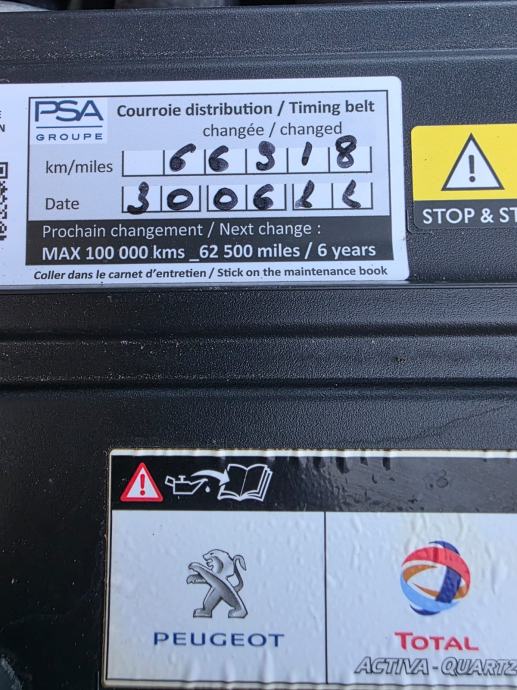 PSA
GROUPE
Courroie distribution / Timing belt
changée / changed
km/miles 66318
Date
Prochain changement / Next change :
MAX 100 000 kms _62 500 miles / 6 years
Coller dans le carnet d'entretien / Stick on the maintenance book
STOP & ST
PEUGEOT
TOTAL
ACTIVA - QUARTZ